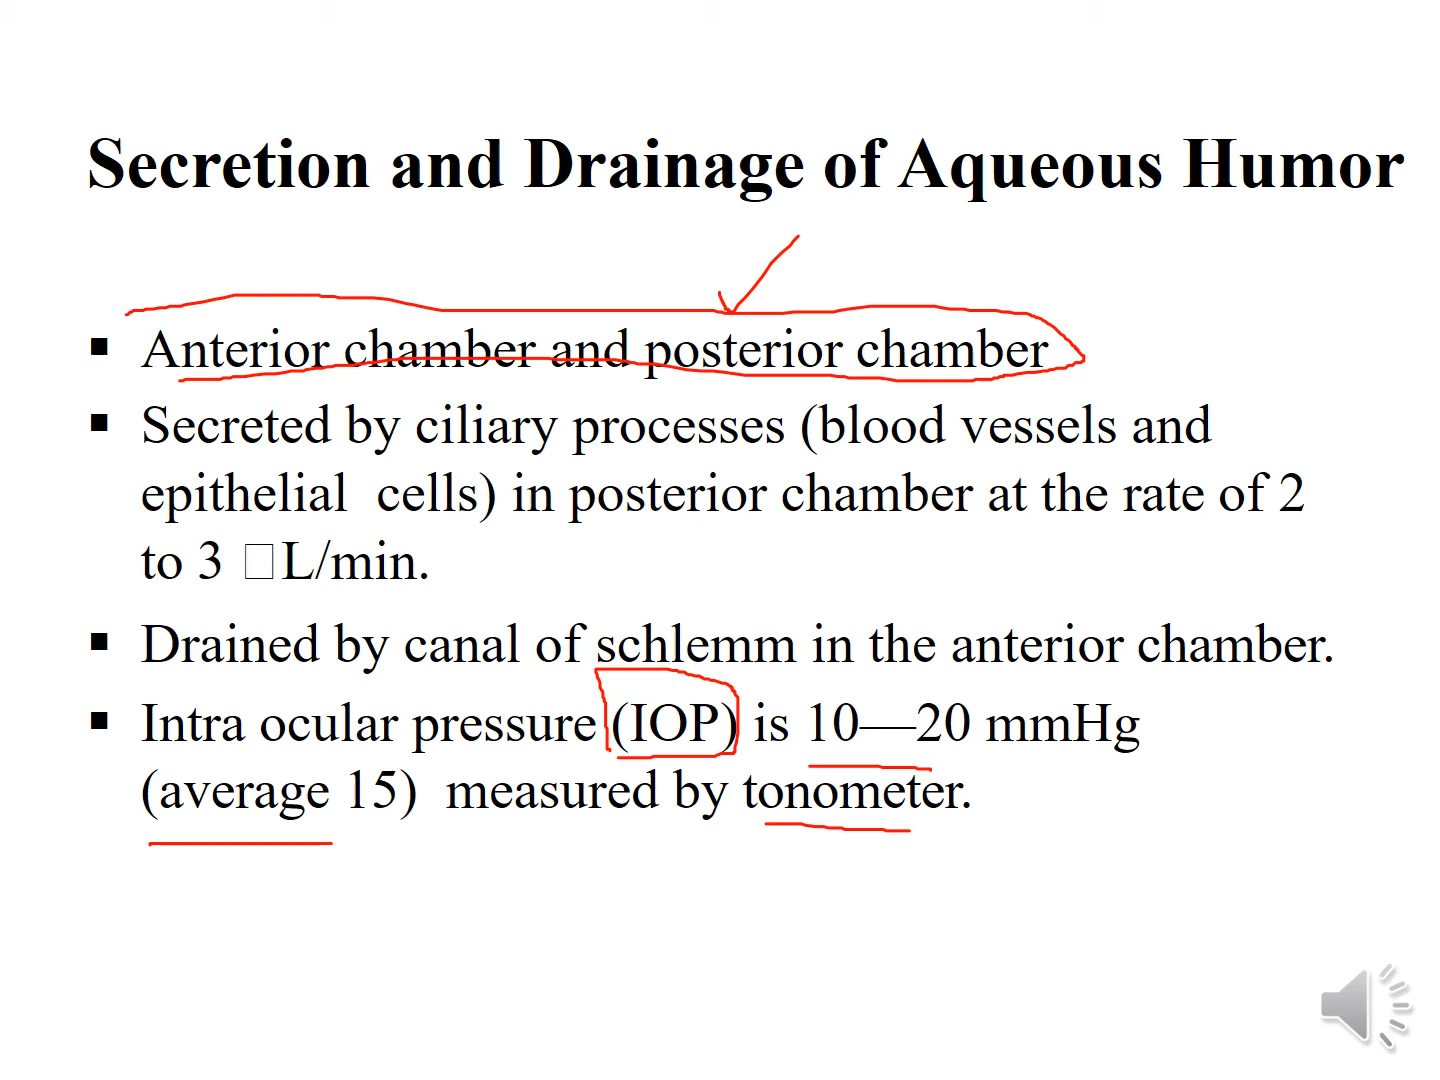 Secretion and Drainage of Aqueous Humor
▪ Anterior chamber and posterior chamber
▪ Secreted by ciliary processes (blood vessels and
epithelial cells) in posterior chamber at the rate of 2
to 3 □L/min.
▪ Drained by canal of schlemm in the anterior chamber.
▪ Intra ocular pressure (IOP) is 10—20 mmHg
(average 15) measured by tonometer.